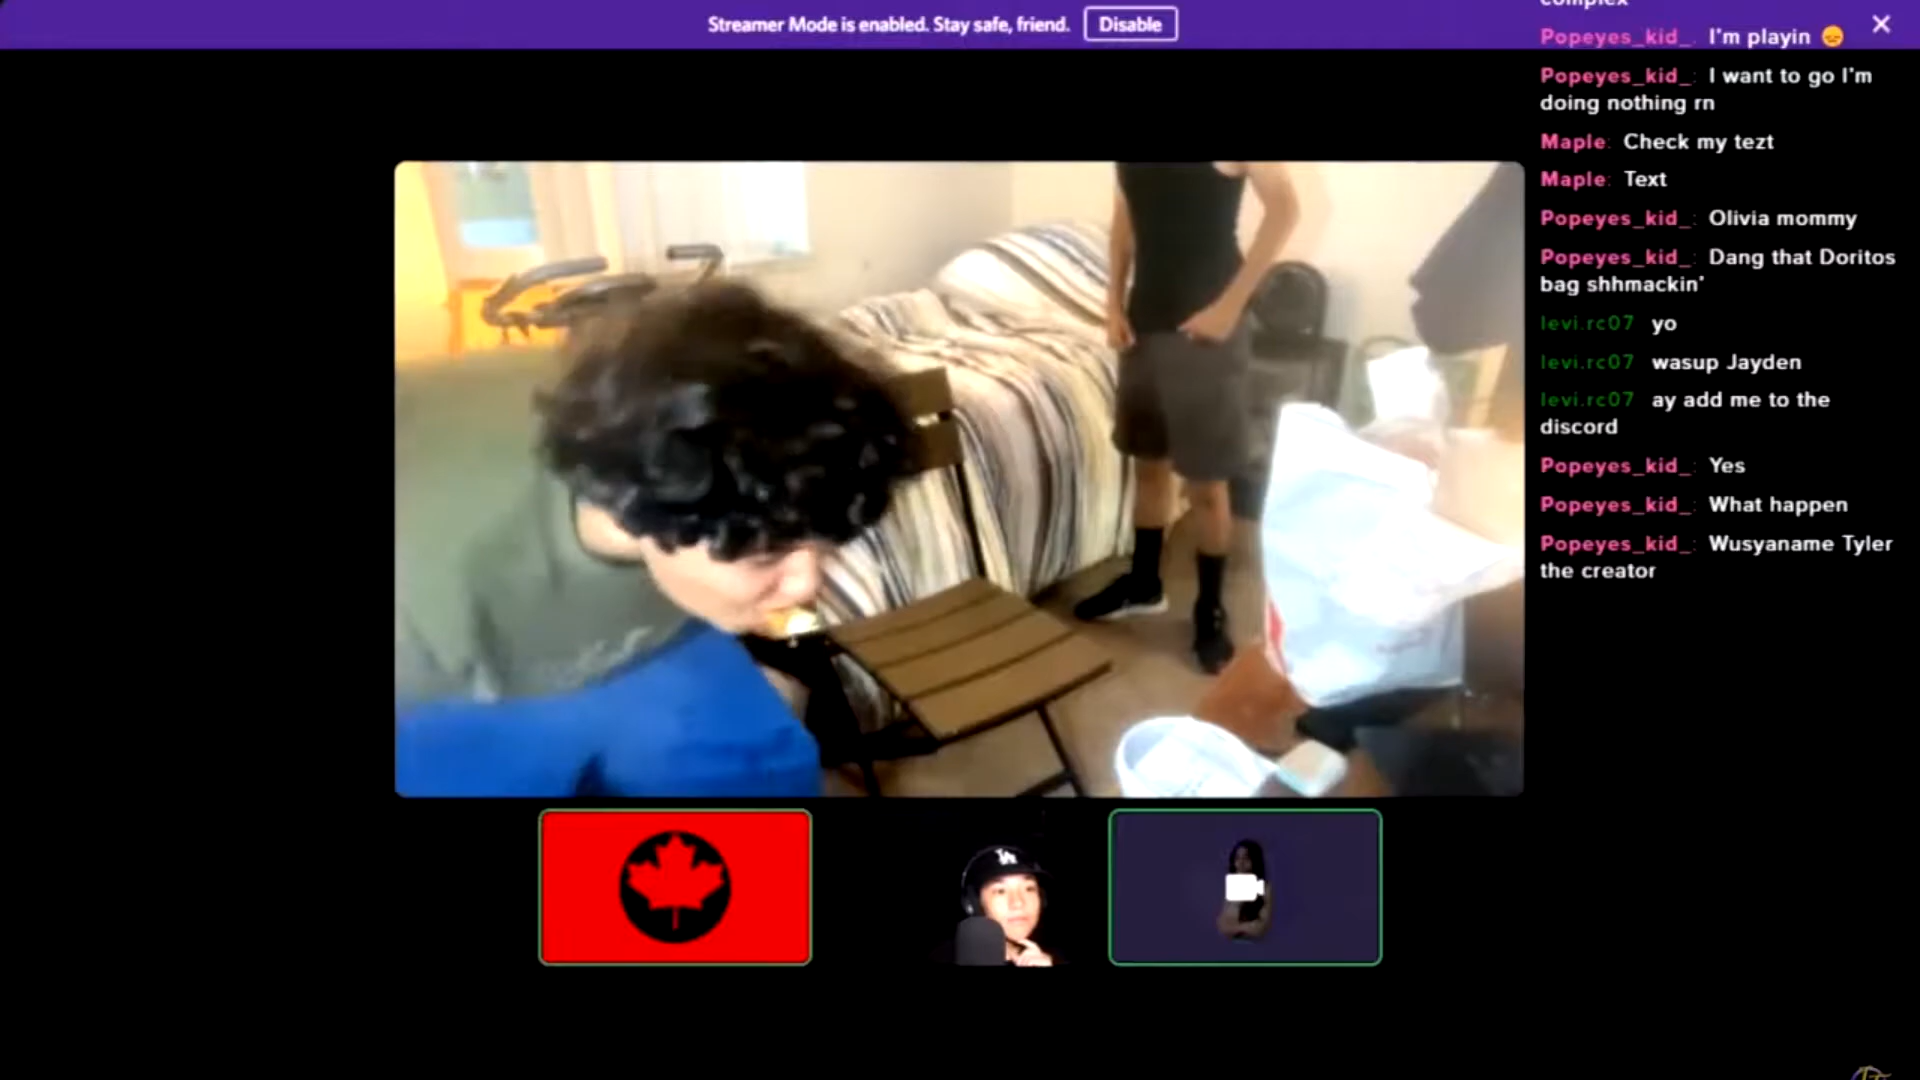 Streamer Mode is enabled. Stay safe, friend. Disable
complex
Popeyes_kid_: I'm playin 😞
Popeyes_kid_: I want to go I'm
doing nothing rn
Maple: Check my tezt
Maple: Text
Popeyes_kid_: Olivia mommy
Popeyes_kid_: Dang that Doritos
bag shhmackin'
levi.rc07 yo
levi.rc07 wasup Jayden
levi.rc07 ay add me to the
discord
Popeyes_kid_: Yes
Popeyes_kid_: What happen
Popeyes_kid_: Wusyaname Tyler
the creator
LA